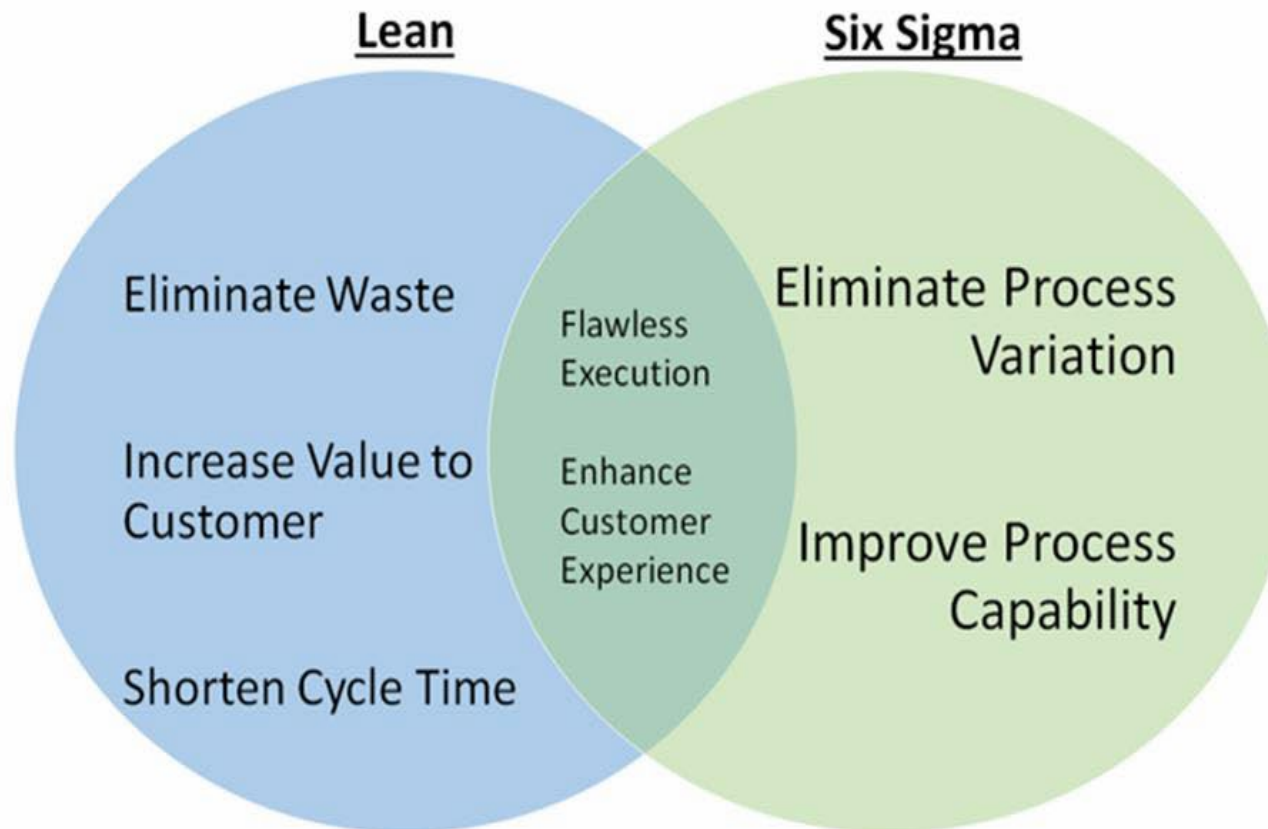 Lean
Six Sigma
Eliminate Waste
Increase Value to
Customer
Shorten Cycle Time
Flawless
Execution
Enhance
Customer
Experience
Eliminate Process
Variation
Improve Process
Capability